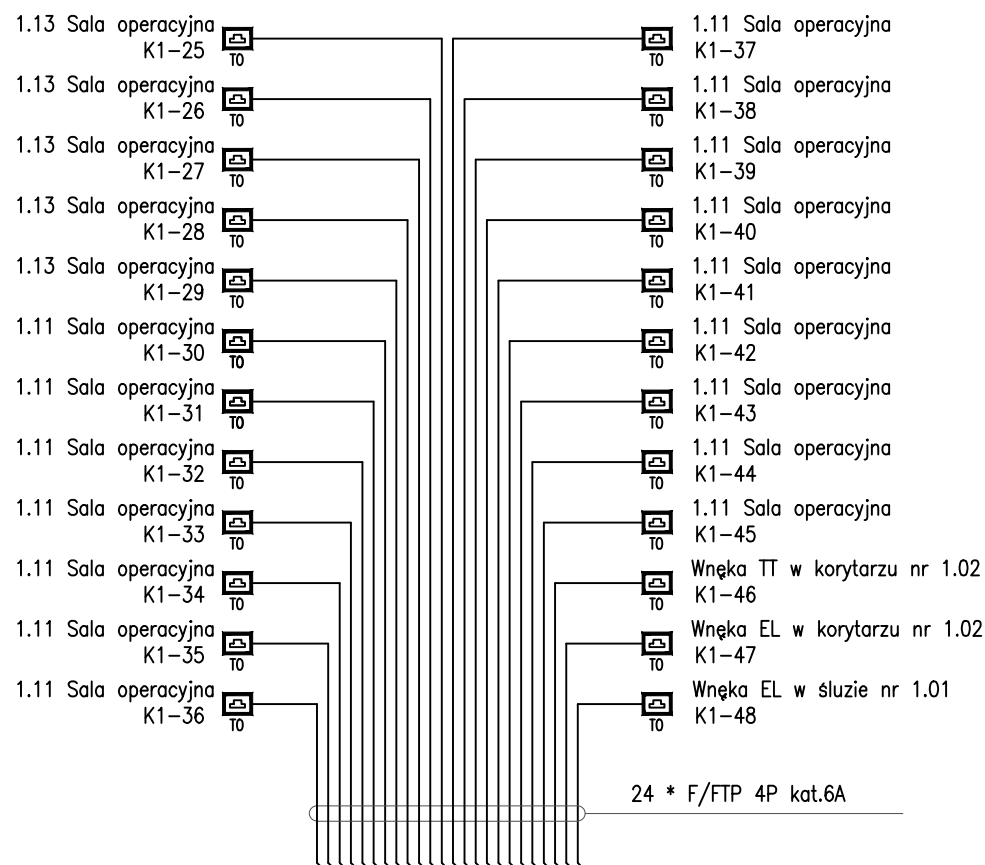 1.13 Sala operacyjna
K1-25
TO
1.13 Sala operacyjna
K1-26
TO
1.13 Sala operacyjna
K1-27
TO
1.13 Sala operacyjna
K1-28
TO
1.13 Sala operacyjna
K1-29
TO
1.11 Sala operacyjna
K1-30
TO
1.11 Sala operacyjna
K1-31
TO
1.11 Sala operacyjna
K1-32
TO
1.11 Sala operacyjna
K1-33
TO
1.11 Sala operacyjna
K1-34
TO
1.11 Sala operacyjna
K1-35
TO
1.11 Sala operacyjna
K1-36
TO
1.11 Sala operacyjna
K1-37
TO
1.11 Sala operacyjna
K1-38
TO
1.11 Sala operacyjna
K1-39
TO
1.11 Sala operacyjna
K1-40
TO
1.11 Sala operacyjna
K1-41
TO
1.11 Sala operacyjna
K1-42
TO
1.11 Sala operacyjna
K1-43
TO
1.11 Sala operacyjna
K1-44
TO
1.11 Sala operacyjna
K1-45
TO
Wnęka TT w korytarzu nr 1.02
K1-46
TO
Wnęka EL w korytarzu nr 1.02
K1-47
TO
Wnęka EL w śluzie nr 1.01
K1-48
TO
24 * F/FTP 4P kat.6A